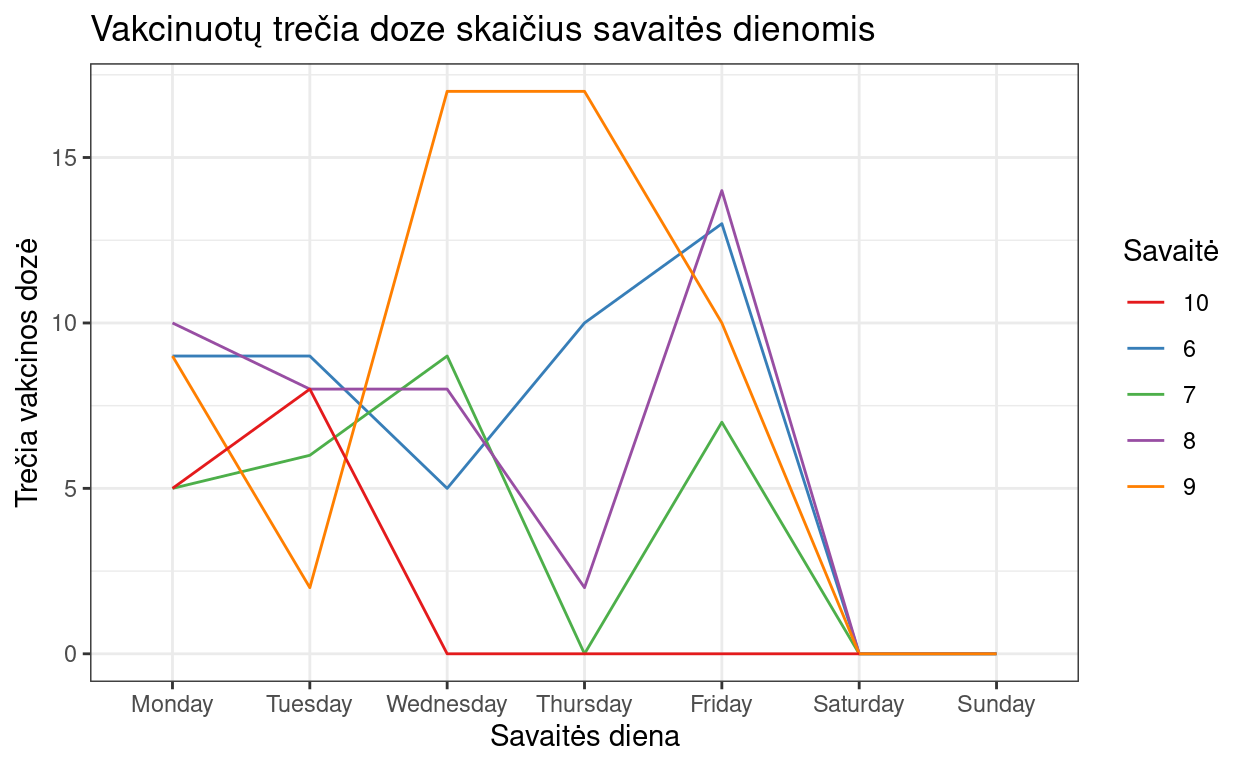 Vakcinuotų trečia doze skaičius savaitės dienomis
Trečia vakcinos dozė
15
10
5
0
Monday Tuesday Wednesday Thursday Friday Saturday Sunday
Savaitės diena
Savaitė
10
6
7
8
9